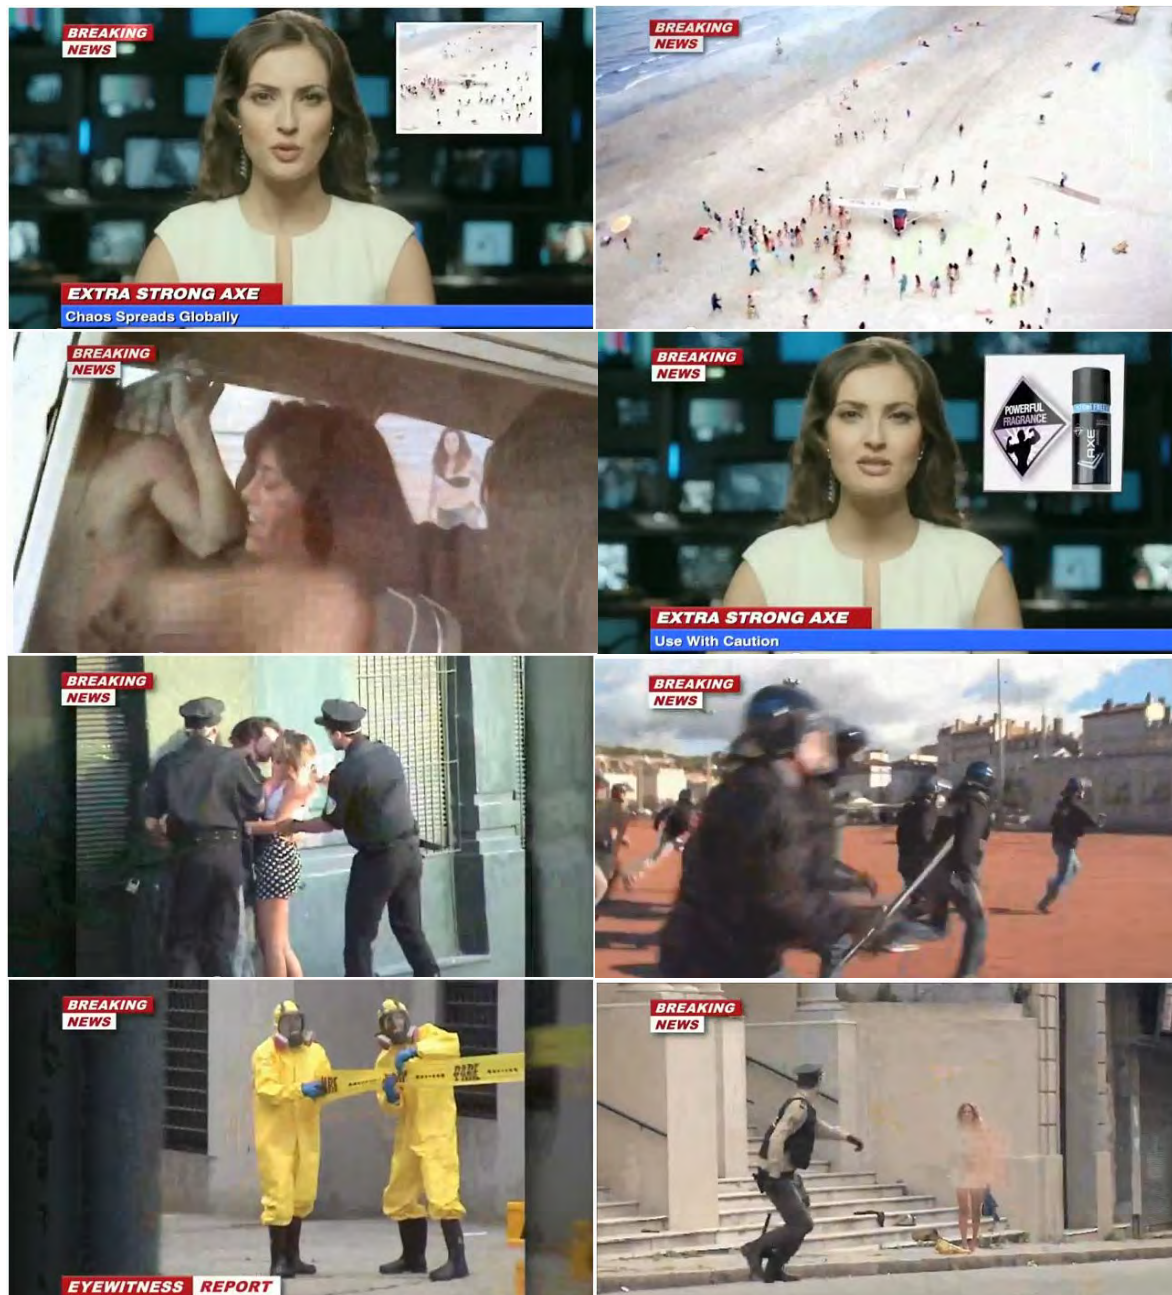 BREAKING
NEWS
EXTRA STRONG AXE
Chaos Spreads Globally
BREAKING
NEWS
BREAKING
NEWS
BREAKING
NEWS
POWERFUL
FRAGRANCE
AXE
EXTRA STRONG AXE
Use With Caution
BREAKING
NEWS
BREAKING
NEWS
BREAKING
NEWS
EYEWITNESS REPORT
BREAKING
NEWS